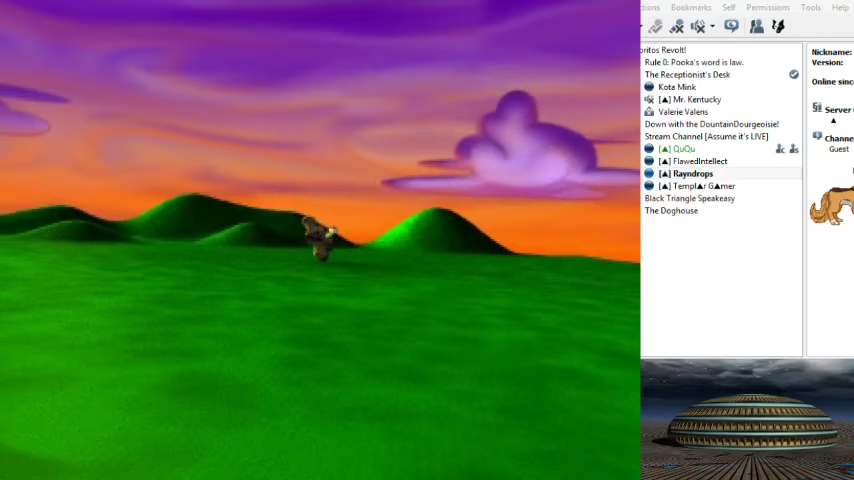 ctions Bookmarks Self Permissions Tools Help
oritos Revolt!
Rule 0: Pooka's word is law.
The Receptionist's Desk
Kota Mink
[▲] Mr. Kentucky
Valerie Valens
Down with the DountainDourgeoisie!
Stream Channel [Assume it's LIVE]
[▲] QuQu
[▲] FlawedIntellect
[▲] Rayndrops
[▲] Templ▲r G▲mer
Black Triangle Speakeasy
The Doghouse
Nickname:
Version:
Online sinc
Server
▲
Channe
Guest